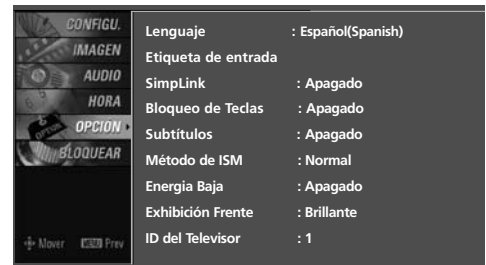 CONFIGU.
IMAGEN
AUDIO
HORA
OPCION
BLOQUEAR
Mover MENU Prev
Lenguaje : Español(Spanish)
Etiqueta de entrada
SimpLink : Apagado
Bloqueo de Teclas : Apagado
Subtítulos : Apagado
Método de ISM : Normal
Energia Baja : Apagado
Exhibición Frente : Brillante
ID del Televisor : 1